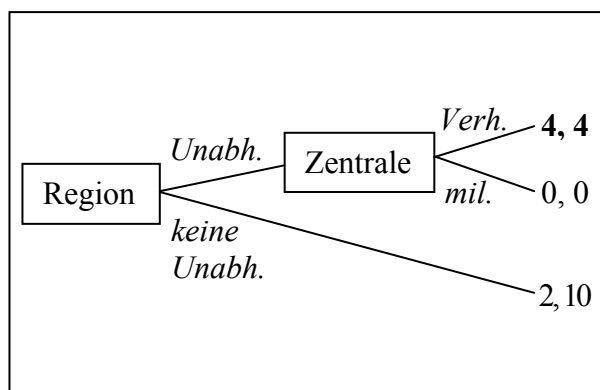 Verh.
4, 4
Unabh.
Zentrale
Region
mil.
0, 0
keine
Unabh.
2, 10